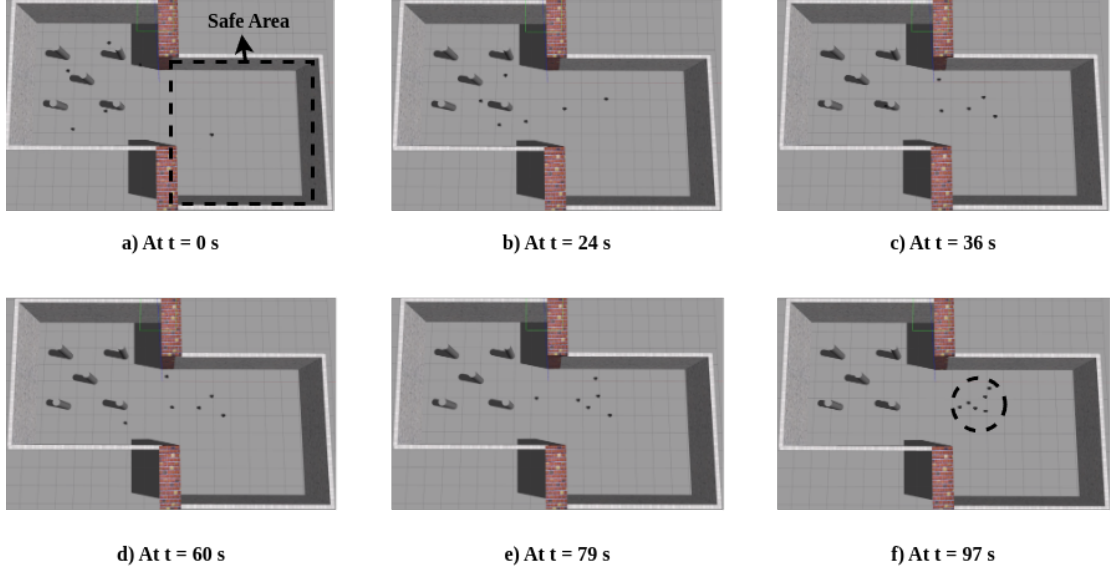 Safe Area
a) At t = 0 s
b) At t = 24 s
c) At t = 36 s
d) At t = 60 s
e) At t = 79 s
f) At t = 97 s